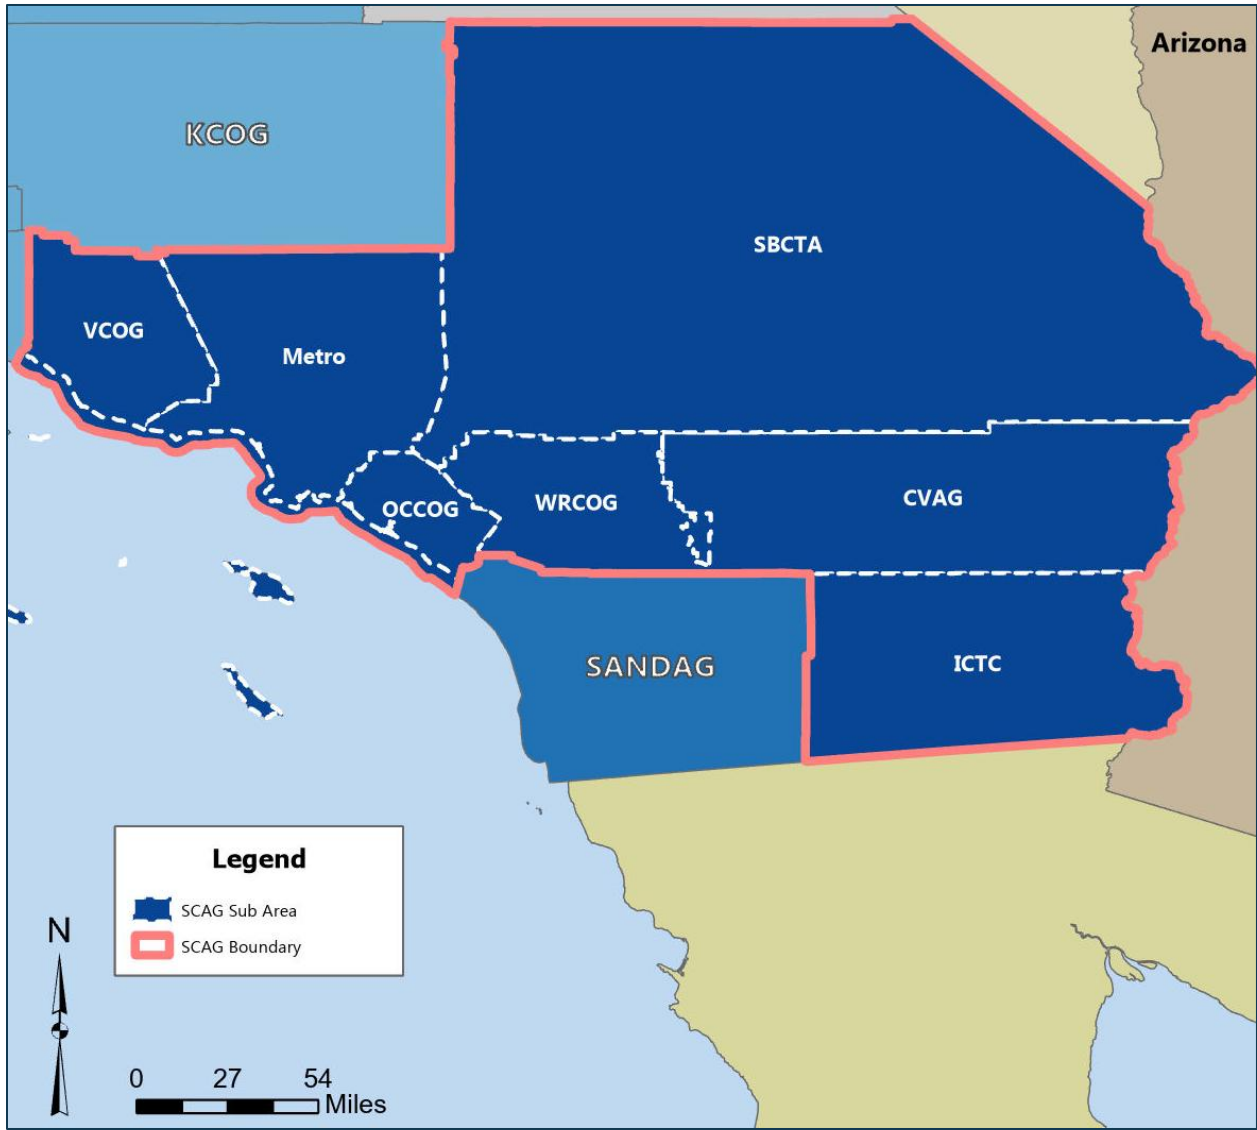 Arizona
KCOG
SBCTA
VCOG
Metro
CVAG
WRCOG
OCCOG
ICTC
SANDAG
Legend
SCAG Sub Area
SCAG Boundary
N
0 27 54
Miles